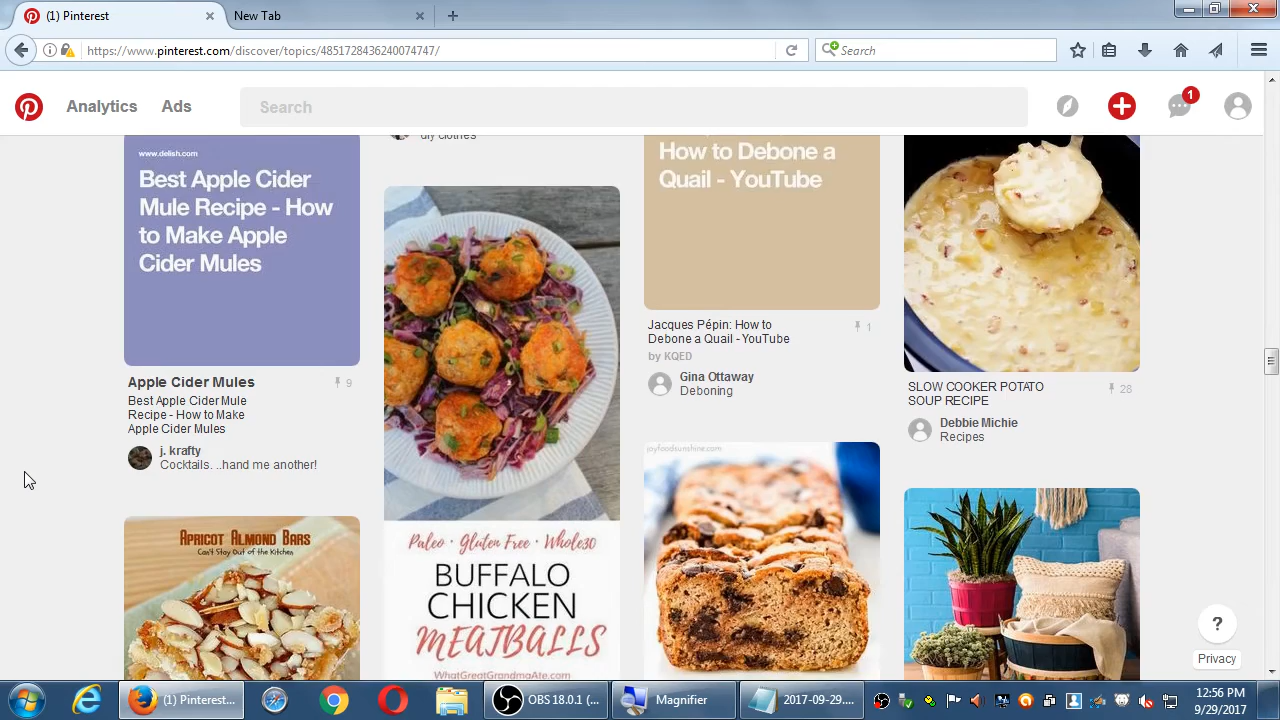 (1) Pinterest
New Tab
https://www.pinterest.com/discover/topics/4851728436240074747/
Search
Analytics
Ads
Search
1
diy clothes
www.delish.com
Best Apple Cider
Mule Recipe - How
to Make Apple
Cider Mules
Apple Cider Mules
9
Best Apple Cider Mule
Recipe - How to Make
Apple Cider Mules
j. krafty
Cocktails. ..hand me another!
APRICOT ALMOND BARS
Can't Stay Out of the Kitchen
Paleo • Gluten Free • Whole30
BUFFALO
CHICKEN
MEATBALLS
WhatGreatGrandmaAte.com
How to Debone a
Quail - YouTube
Jacques Pépin: How to
Debone a Quail - YouTube
1
by KQED
Gina Ottaway
Deboning
joyfoodsunshine.com
SLOW COOKER POTATO
SOUP RECIPE
28
Debbie Michie
Recipes
?
Privacy
(1) Pinterest...
OBS 18.0.1 (...
Magnifier
2017-09-29....
12:56 PM
9/29/2017